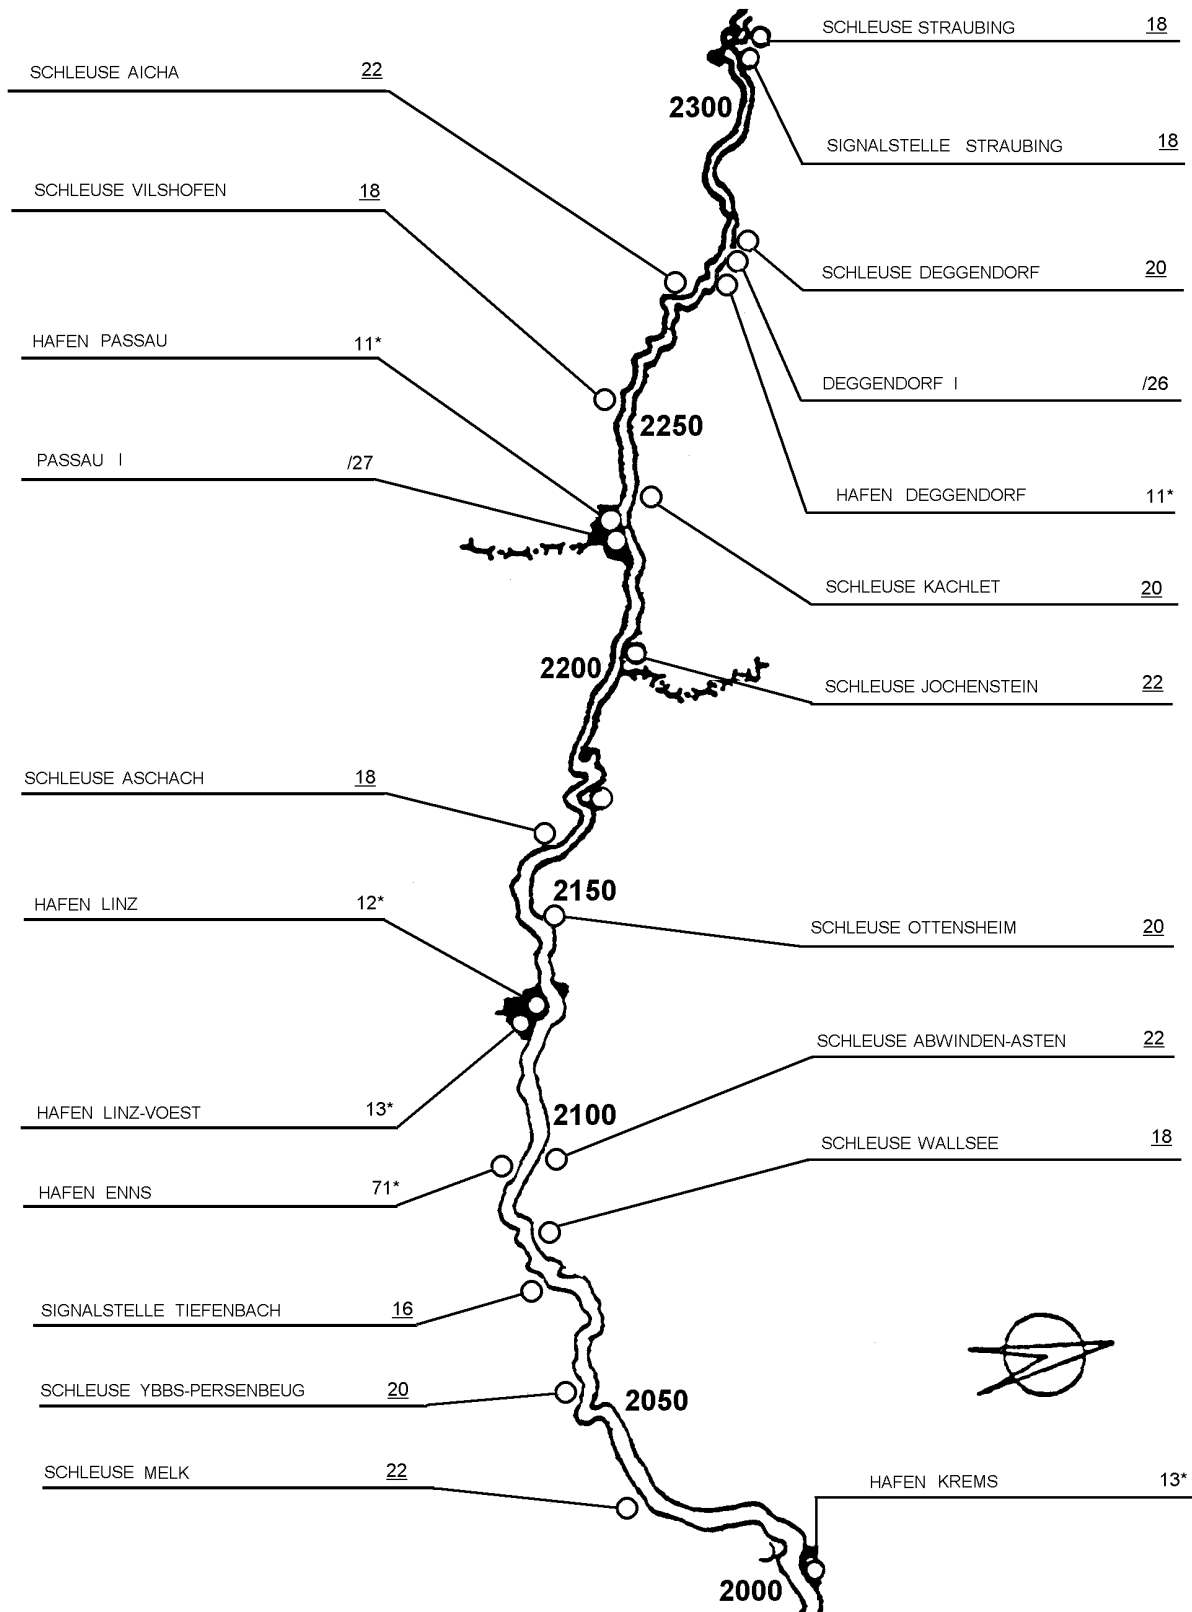 SCHLEUSE STRAUBING 18
SCHLEUSE AICHA 22
2300
SIGNALSTELLE STRAUBING 18
SCHLEUSE VILSHOFEN 18
SCHLEUSE DEGGENDORF 20
HAFEN PASSAU 11*
DEGGENDORF I /26
2250
PASSAU I /27
HAFEN DEGGENDORF 11*
SCHLEUSE KACHLET 20
2200
SCHLEUSE JOCHENSTEIN 22
SCHLEUSE ASCHACH 18
2150
HAFEN LINZ 12*
SCHLEUSE OTTENSHEIM 20
SCHLEUSE ABWINDEN-ASTEN 22
HAFEN LINZ-VOEST 13*
2100
SCHLEUSE WALLSEE 18
HAFEN ENNS 71*
SIGNALSTELLE TIEFENBACH 16
SCHLEUSE YBBS-PERSENBEUG 20
2050
SCHLEUSE MELK 22
HAFEN KREMS 13*
2000